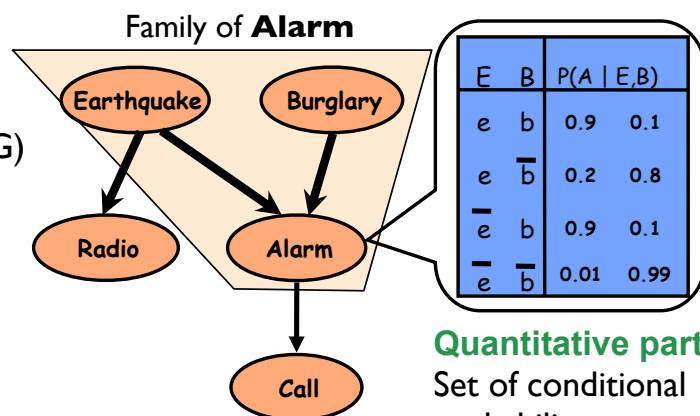 Family of Alarm
G)
Earthquake
Burglary
Radio
Alarm
Call
E B P(A | E,B)
e b 0.9 0.1
e b̅ 0.2 0.8
e̅ b 0.9 0.1
e̅ b̅ 0.01 0.99
Quantitative part
Set of conditional